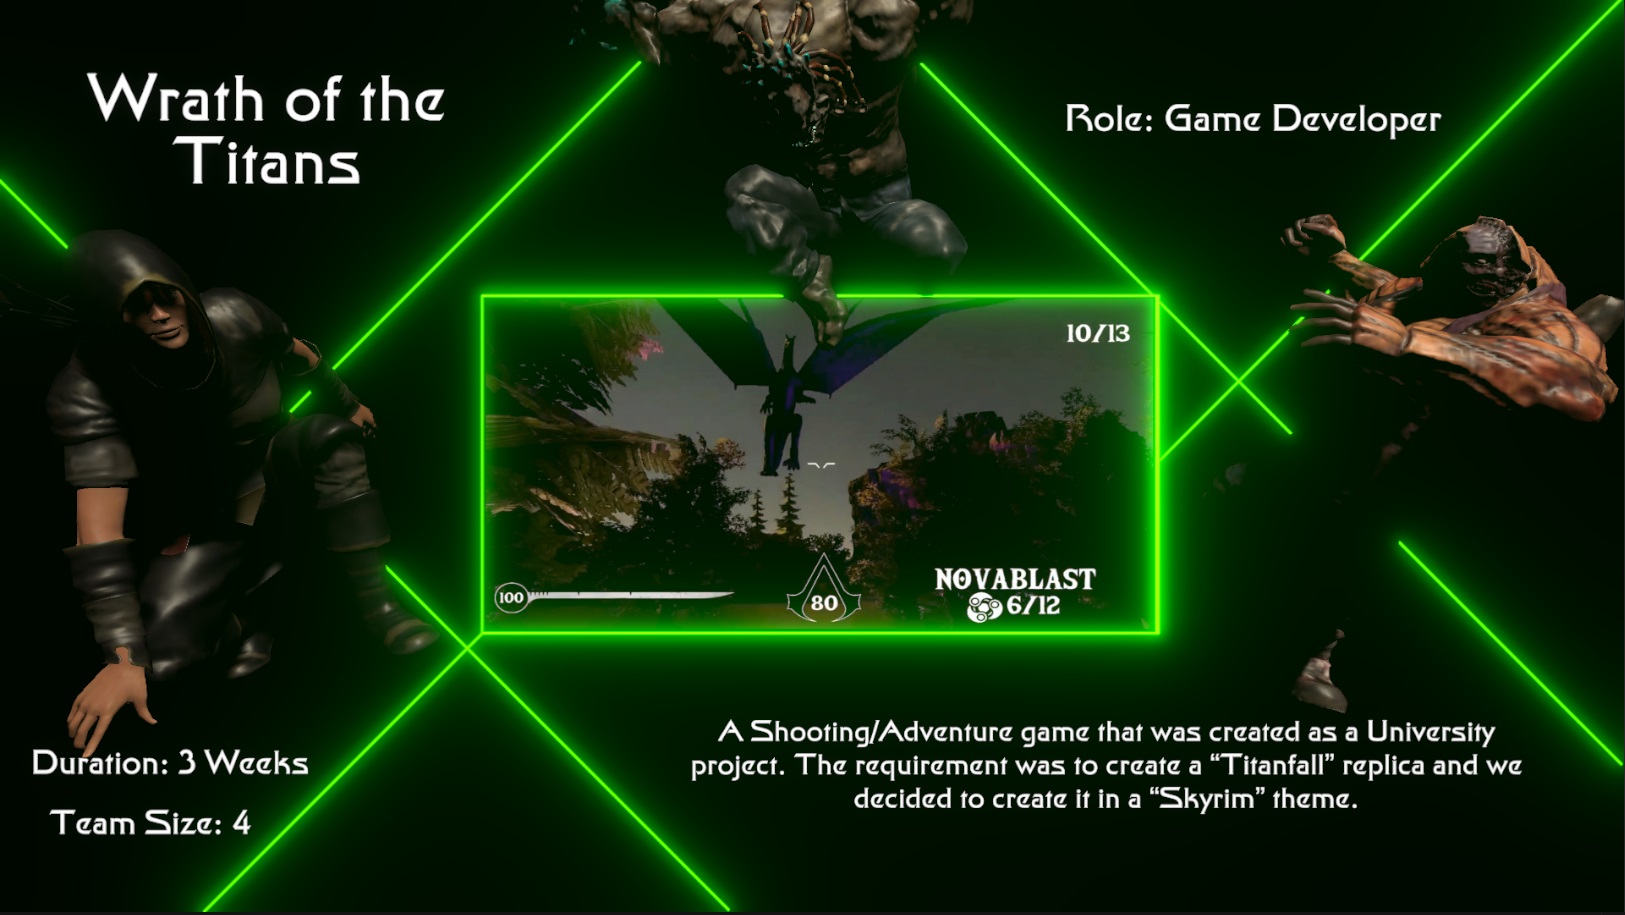 Wrath of the
Titans
Role: Game Developer
10/13
100
80
NOVABLAST
6/12
Duration: 3 Weeks
Team Size: 4
A Shooting/Adventure game that was created as a University
project. The requirement was to create a “Titanfall” replica and we
decided to create it in a “Skyrim” theme.